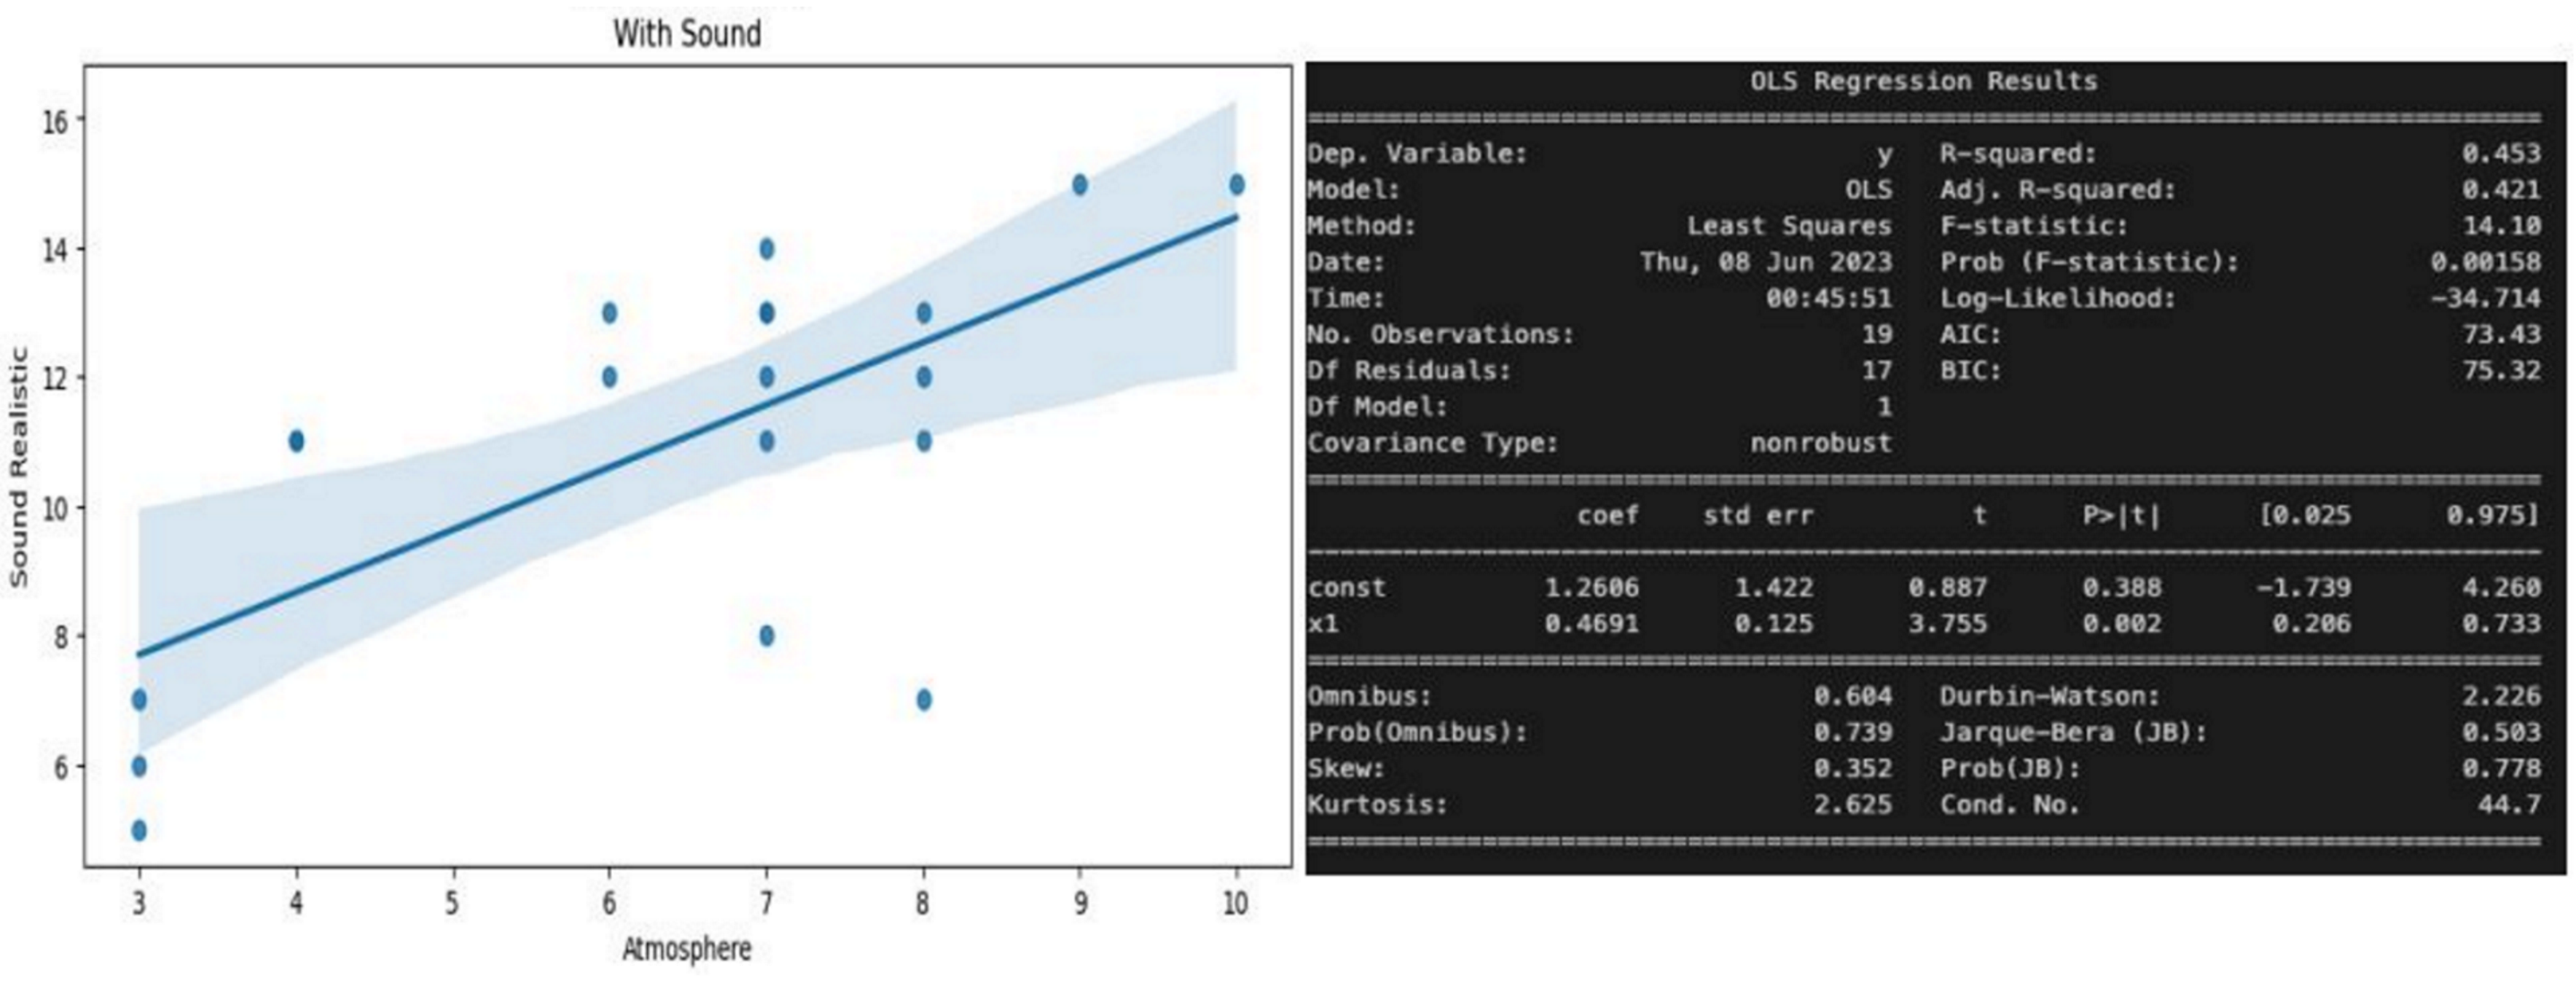 With Sound
16
14
12
10
8
6
Sound Realistic
3 4 5 6 7 8 9 10
Atmosphere
OLS Regression Results
Dep. Variable: y R-squared: 0.453
Model: OLS Adj. R-squared: 0.421
Method: Least Squares F-statistic: 14.10
Date: Thu, 08 Jun 2023 Prob (F-statistic): 0.00158
Time: 00:45:51 Log-Likelihood: -34.714
No. Observations: 19 AIC: 73.43
Df Residuals: 17 BIC: 75.32
Df Model: 1
Covariance Type: nonrobust
coef std err t P>|t| [0.025 0.975]
const 1.2606 1.422 0.887 0.388 -1.739 4.260
x1 0.4691 0.125 3.755 0.002 0.206 0.733
Omnibus: 0.604 Durbin-Watson: 2.226
Prob(Omnibus): 0.739 Jarque-Bera (JB): 0.503
Skew: 0.352 Prob(JB): 0.778
Kurtosis: 2.625 Cond. No. 44.7